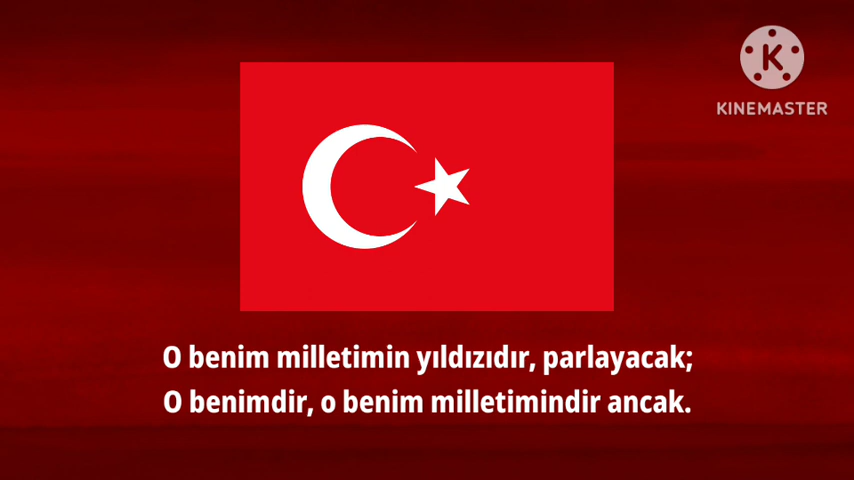 K
KINEMASTER
O benim milletimin yıldızıdır, parlayacak;
O benimdir, o benim milletimindir ancak.